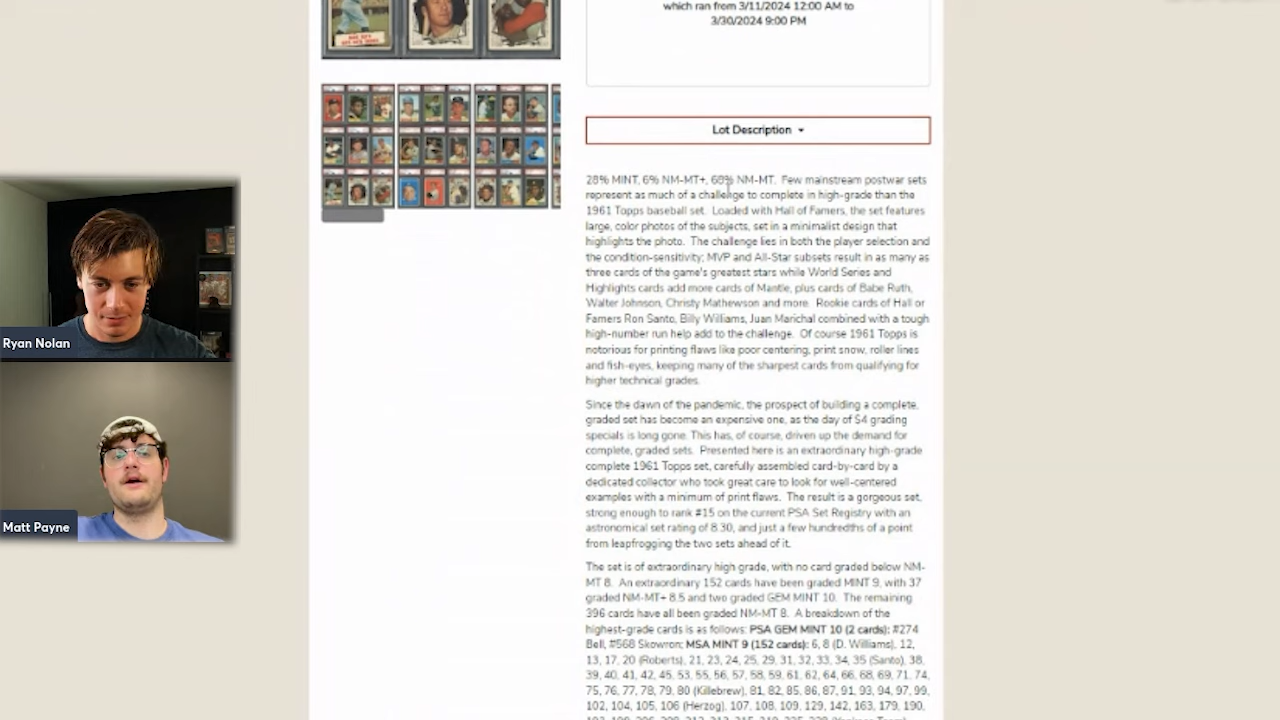 which ran from 3/11/2024 12:00 AM to
3/30/2024 9:00 PM
Lot Description
28% MINT, 6% NM-MT+, 68% NM-MT. Few mainstream postwar sets
represent as much of a challenge to complete in high-grade than the
1961 Topps baseball set. Loaded with Hall of Famers, the set features
large, color photos of the subjects, set in a minimalist design that
highlights the photo. The challenge lies in both the player selection and
the condition-sensitivity; MVP and All-Star subsets result in as many as
three cards of the game's greatest stars while World Series and
Highlights cards add more cards of Mantle, plus cards of Babe Ruth,
Walter Johnson, Christy Mathewson and more. Rookie cards of Hall or
Famers Ron Santo, Billy Williams, Juan Marichal combined with a tough
high-number run help add to the challenge. Of course 1961 Topps is
notorious for printing flaws like poor centering, print snow, roller lines
and fish-eyes, keeping many of the sharpest cards from qualifying for
higher technical grades.
Since the dawn of the pandemic, the prospect of building a complete,
graded set has become an expensive one, as the day of $4 grading
specials is long gone. This has, of course, driven up the demand for
complete, graded sets. Presented here is an extraordinary high-grade
complete 1961 Topps set, carefully assembled card-by-card by a
dedicated collector who took great care to look for well-centered
examples with a minimum of print flaws. The result is a gorgeous set,
strong enough to rank #15 on the current PSA Set Registry with an
astronomical set rating of 8.30, and just a few hundredths of a point
from leapfrogging the two sets ahead of it.
The set is of extraordinary high grade, with no card graded below NM-
MT 8. An extraordinary 152 cards have been graded MINT 9, with 37
graded NM-MT+ 8.5 and two graded GEM MINT 10. The remaining
396 cards have all been graded NM-MT 8. A breakdown of the
highest-grade cards is as follows: PSA GEM MINT 10 (2 cards): #274
Bell, #568 Skowron; MSA MINT 9 (152 cards): 6, 8 (D. Williams), 12,
13, 17, 20 (Roberts), 21, 23, 24, 25, 29, 31, 32, 33, 34, 35 (Santo), 38,
39, 40, 41, 42, 45, 53, 55, 56, 57, 58, 59, 61, 62, 64, 66, 68, 69, 71, 74,
75, 76, 77, 78, 79, 80 (Killebrew), 81, 82, 85, 86, 87, 91, 93, 94, 97, 99,
102, 104, 105, 106 (Herzog), 107, 108, 109, 129, 142, 163, 179, 190,
Ryan Nolan
Matt Payne